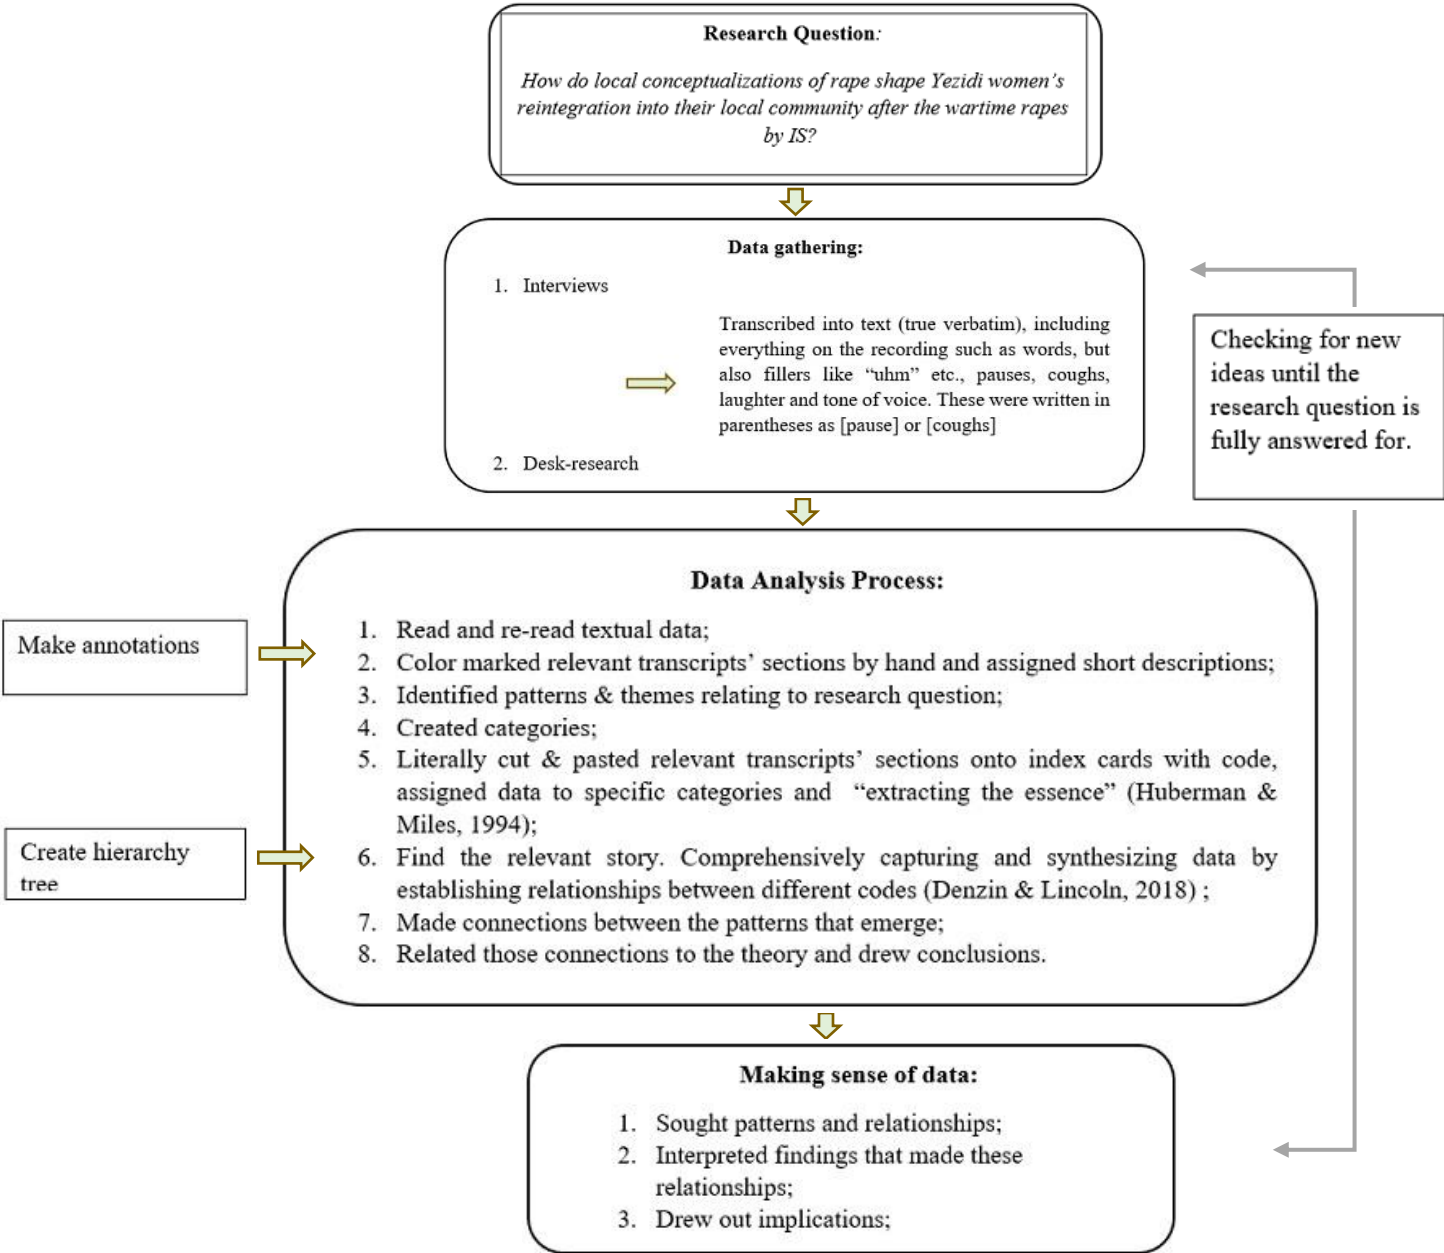 Research Question:
How do local conceptualizations of rape shape Yezidi women's
reintegration into their local community after the wartime rapes
by IS?
Data gathering:
1. Interviews
Transcribed into text (true verbatim), including
everything on the recording such as words, but
also fillers like “uhm” etc., pauses, coughs,
laughter and tone of voice. These were written in
parentheses as [pause] or [coughs]
2. Desk-research
Checking for new
ideas until the
research question is
fully answered for.
Data Analysis Process:
Make annotations
1. Read and re-read textual data;
2. Color marked relevant transcripts’ sections by hand and assigned short descriptions;
3. Identified patterns & themes relating to research question;
4. Created categories;
5. Literally cut & pasted relevant transcripts’ sections onto index cards with code,
assigned data to specific categories and “extracting the essence” (Huberman &
Miles, 1994);
Create hierarchy
tree
6. Find the relevant story. Comprehensively capturing and synthesizing data by
establishing relationships between different codes (Denzin & Lincoln, 2018) ;
7. Made connections between the patterns that emerge;
8. Related those connections to the theory and drew conclusions.
Making sense of data:
1. Sought patterns and relationships;
2. Interpreted findings that made these
relationships;
3. Drew out implications;